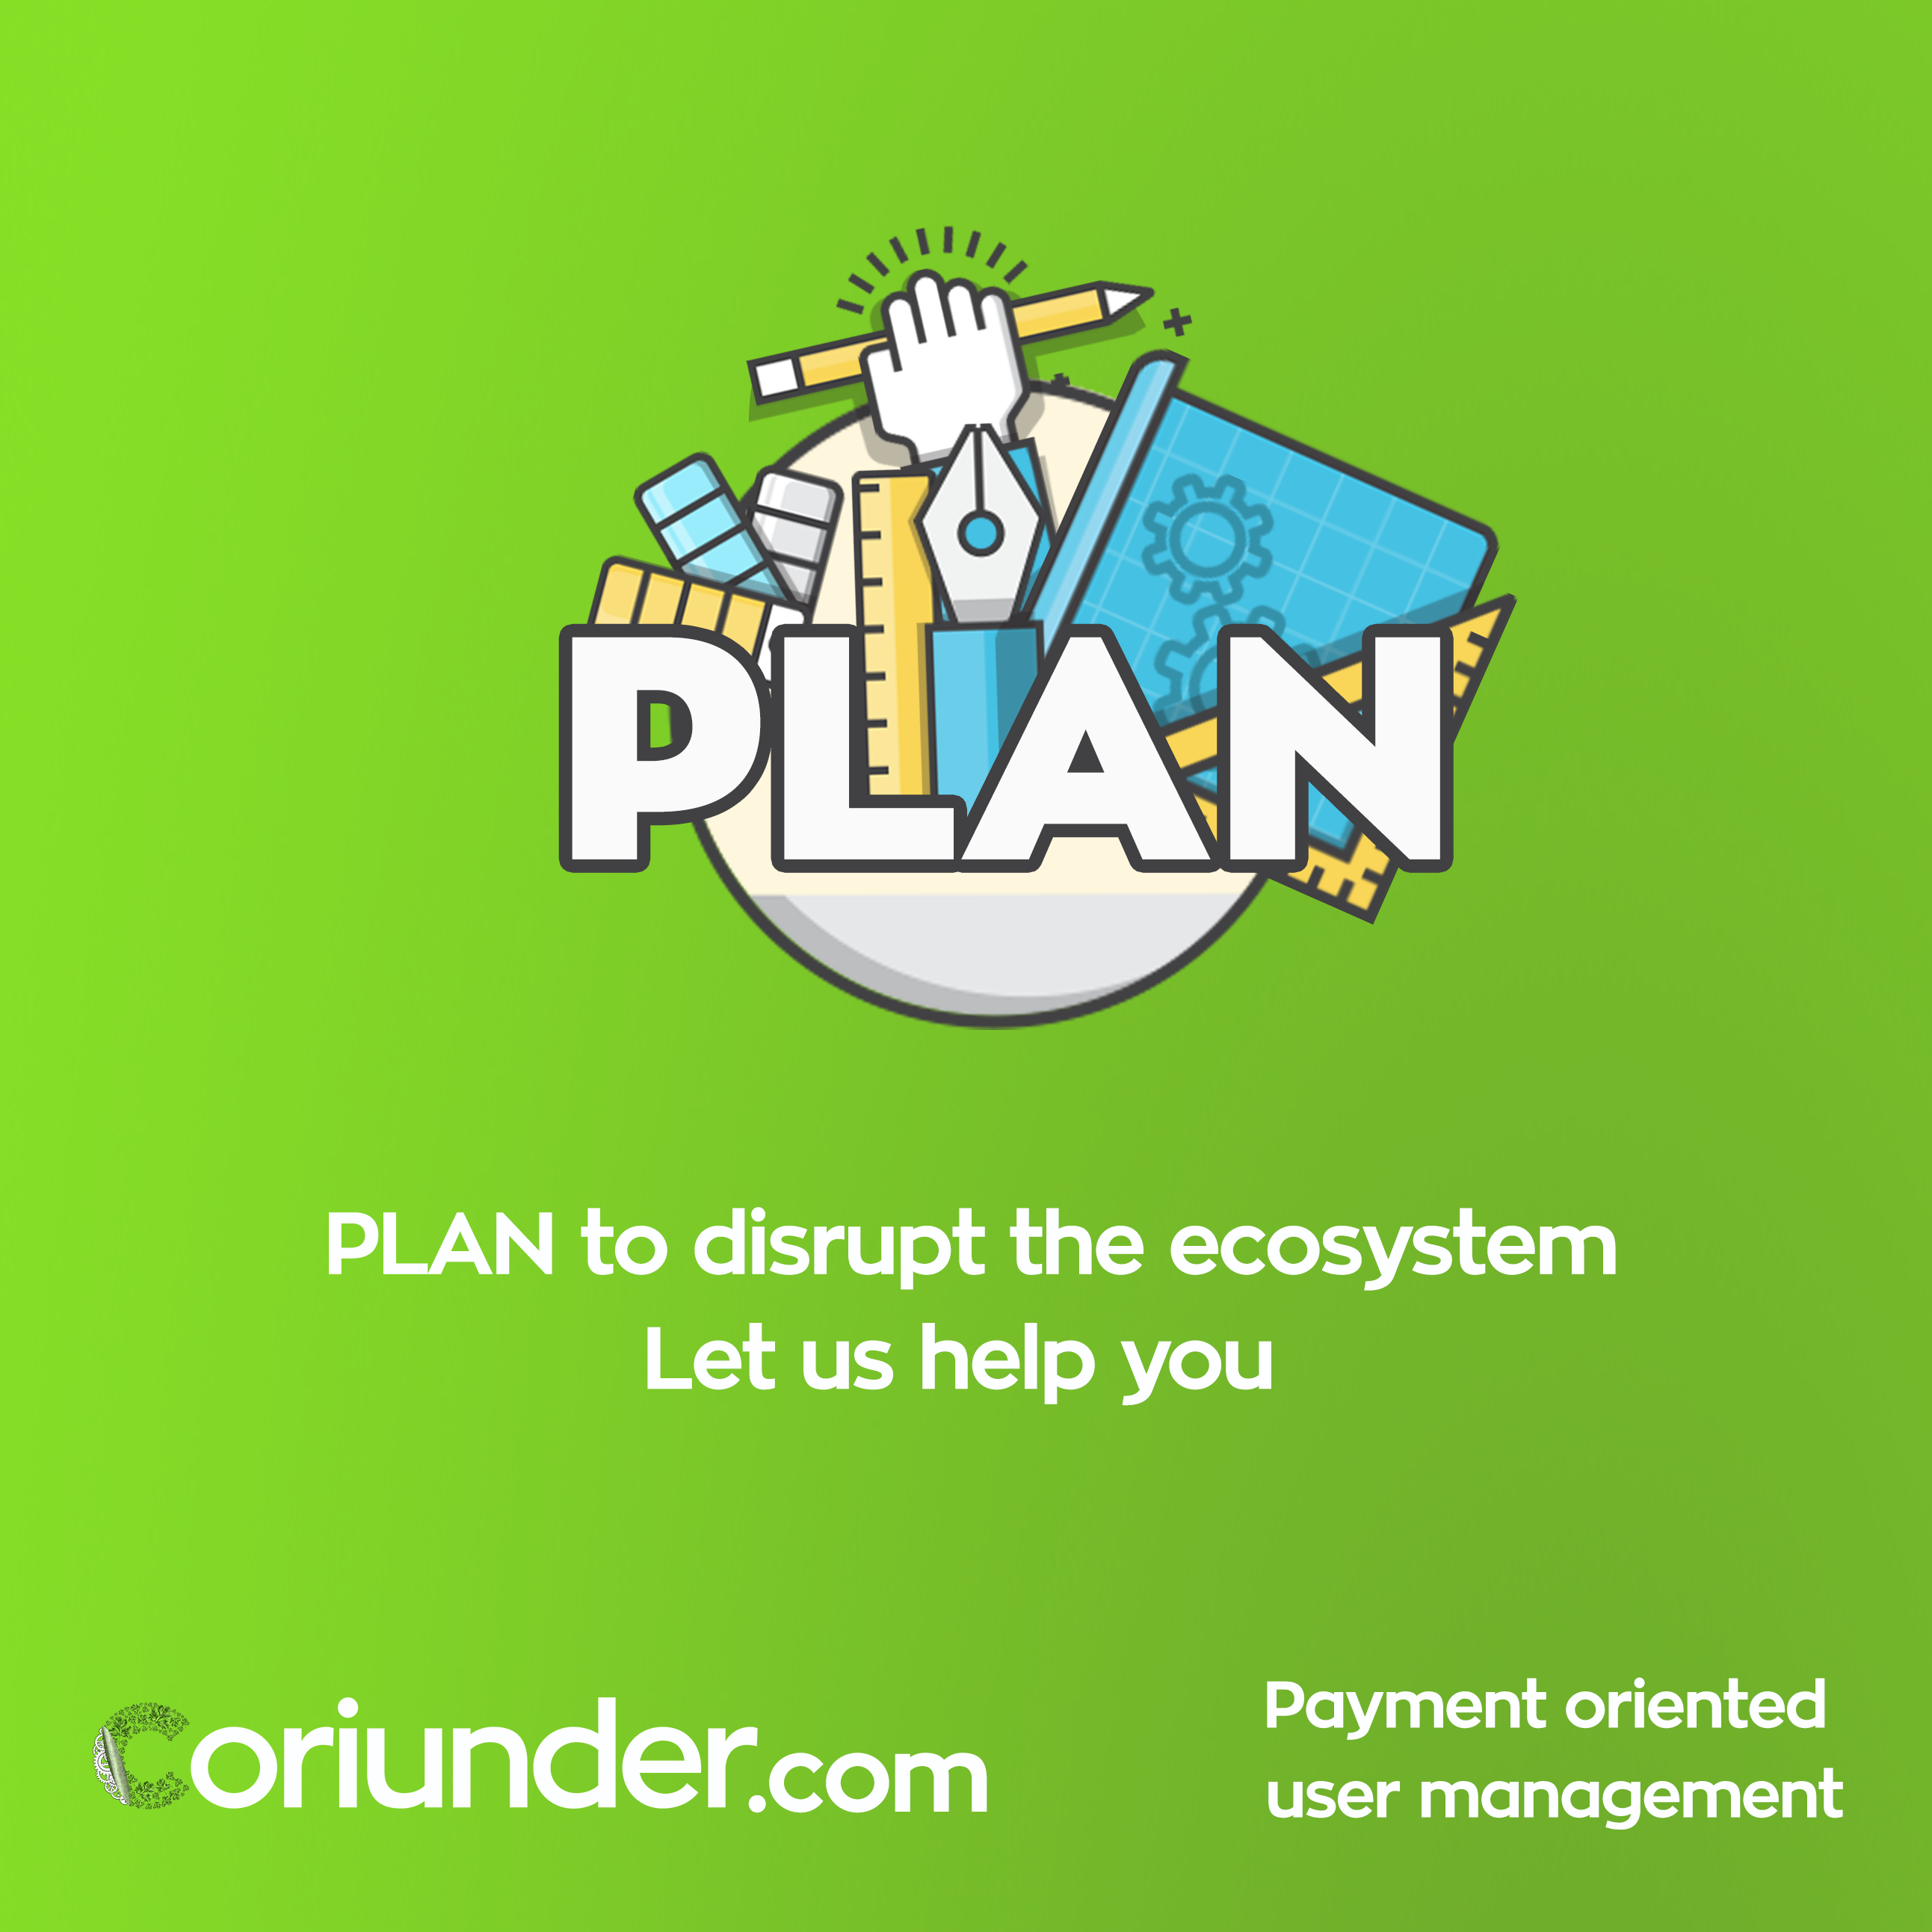 PLAN
PLAN to disrupt the ecosystem
Let us help you
Coriunder.com
Payment oriented
user management